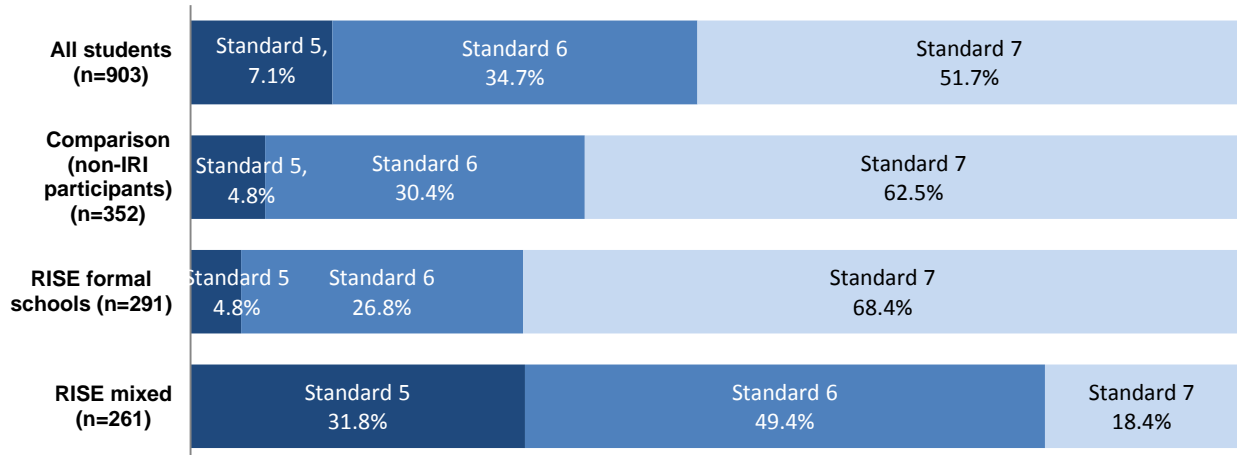 All students
(n=903)
Standard 5,
7.1%
Standard 6
34.7%
Standard 7
51.7%
Comparison
(non-IRI
participants)
(n=352)
Standard 5,
4.8%
Standard 6
30.4%
Standard 7
62.5%
RISE formal
schools (n=291)
Standard 5
4.8%
Standard 6
26.8%
Standard 7
68.4%
RISE mixed
(n=261)
Standard 5
31.8%
Standard 6
49.4%
Standard 7
18.4%